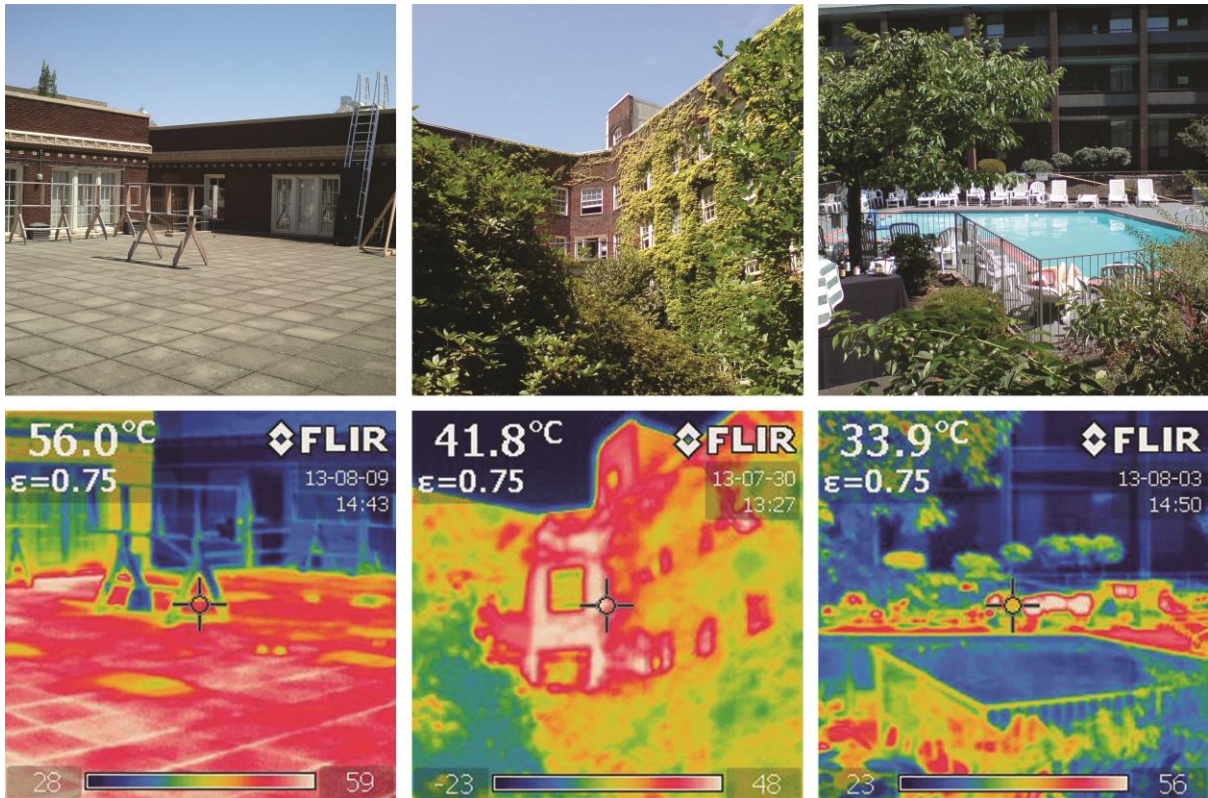 56.0°C
FLIR
ε=0.75
13-08-09
14:43
28
59
41.8°C
FLIR
ε=0.75
13-07-30
13:27
-23
48
33.9°C
FLIR
ε=0.75
13-08-03
14:50
23
56